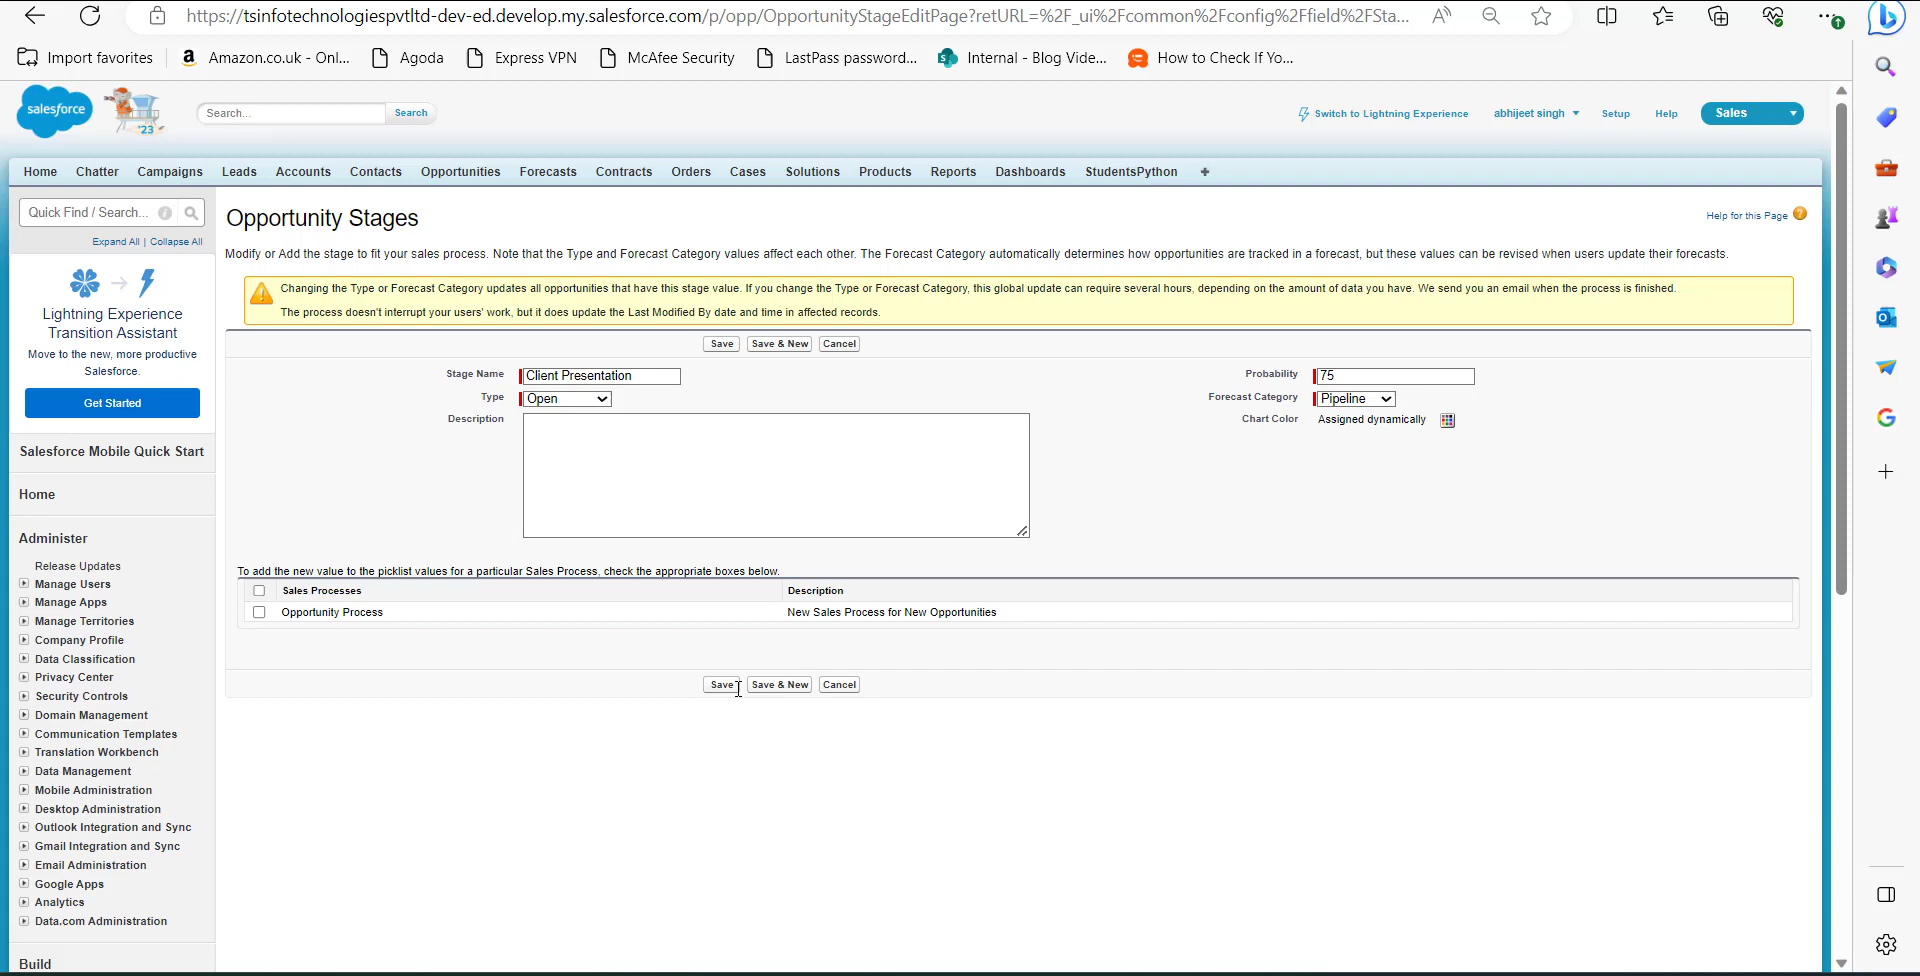 https://tsinfotechnologiespvtltd-dev-ed.develop.my.salesforce.com/p/opp/OpportunityStageEditPage?retURL=%2F_ui%2Fcommon%2Fconfig%2Ffield%2FSta...
Import favorites
Amazon.co.uk - Onl...
Agoda
Express VPN
McAfee Security
LastPass password...
Internal - Blog Vide...
How to Check If Yo...
salesforce
'23
Search...
Search
Switch to Lightning Experience
abhijeet singh
Setup
Help
Sales
Home Chatter Campaigns Leads Accounts Contacts Opportunities Forecasts Contracts Orders Cases Solutions Products Reports Dashboards StudentsPython +
Quick Find / Search...
Expand All | Collapse All
Lightning Experience
Transition Assistant
Move to the new, more productive
Salesforce.
Get Started
Salesforce Mobile Quick Start
Home
Administer
Release Updates
Manage Users
Manage Apps
Manage Territories
Company Profile
Data Classification
Privacy Center
Security Controls
Domain Management
Communication Templates
Translation Workbench
Data Management
Mobile Administration
Desktop Administration
Outlook Integration and Sync
Gmail Integration and Sync
Email Administration
Google Apps
Analytics
Data.com Administration
Build
Opportunity Stages
Help for this Page
Modify or Add the stage to fit your sales process. Note that the Type and Forecast Category values affect each other. The Forecast Category automatically determines how opportunities are tracked in a forecast, but these values can be revised when users update their forecasts.
Changing the Type or Forecast Category updates all opportunities that have this stage value. If you change the Type or Forecast Category, this global update can require several hours, depending on the amount of data you have. We send you an email when the process is finished.
The process doesn't interrupt your users' work, but it does update the Last Modified By date and time in affected records.
Save Save & New Cancel
Stage Name Client Presentation Probability 75
Type Open Forecast Category Pipeline
Description Chart Color Assigned dynamically
To add the new value to the picklist values for a particular Sales Process, check the appropriate boxes below.
Sales Processes Description
Opportunity Process New Sales Process for New Opportunities
Save Save & New Cancel